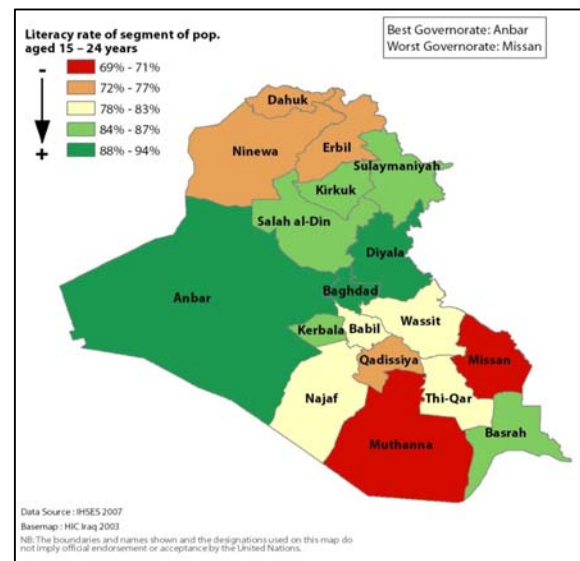 Literacy rate of segment of pop.
aged 15 – 24 years
-
69% - 71%
72% - 77%
78% - 83%
84% - 87%
+
88% - 94%
Best Governorate: Anbar
Worst Governorate: Missan
Dahuk
Ninewa
Erbil
Sulaymaniyah
Kirkuk
Salah al-Din
Diyala
Anbar
Baghdad
Kerbala
Babil
Wassit
Qadissiya
Missan
Najaf
Thi-Qar
Muthanna
Basrah
Data Source : IHSES 2007
Basemap : HIC Iraq 2003
NB: The boundaries and names shown and the designations used on this map do
not imply official endorsement or acceptance by the United Nations.